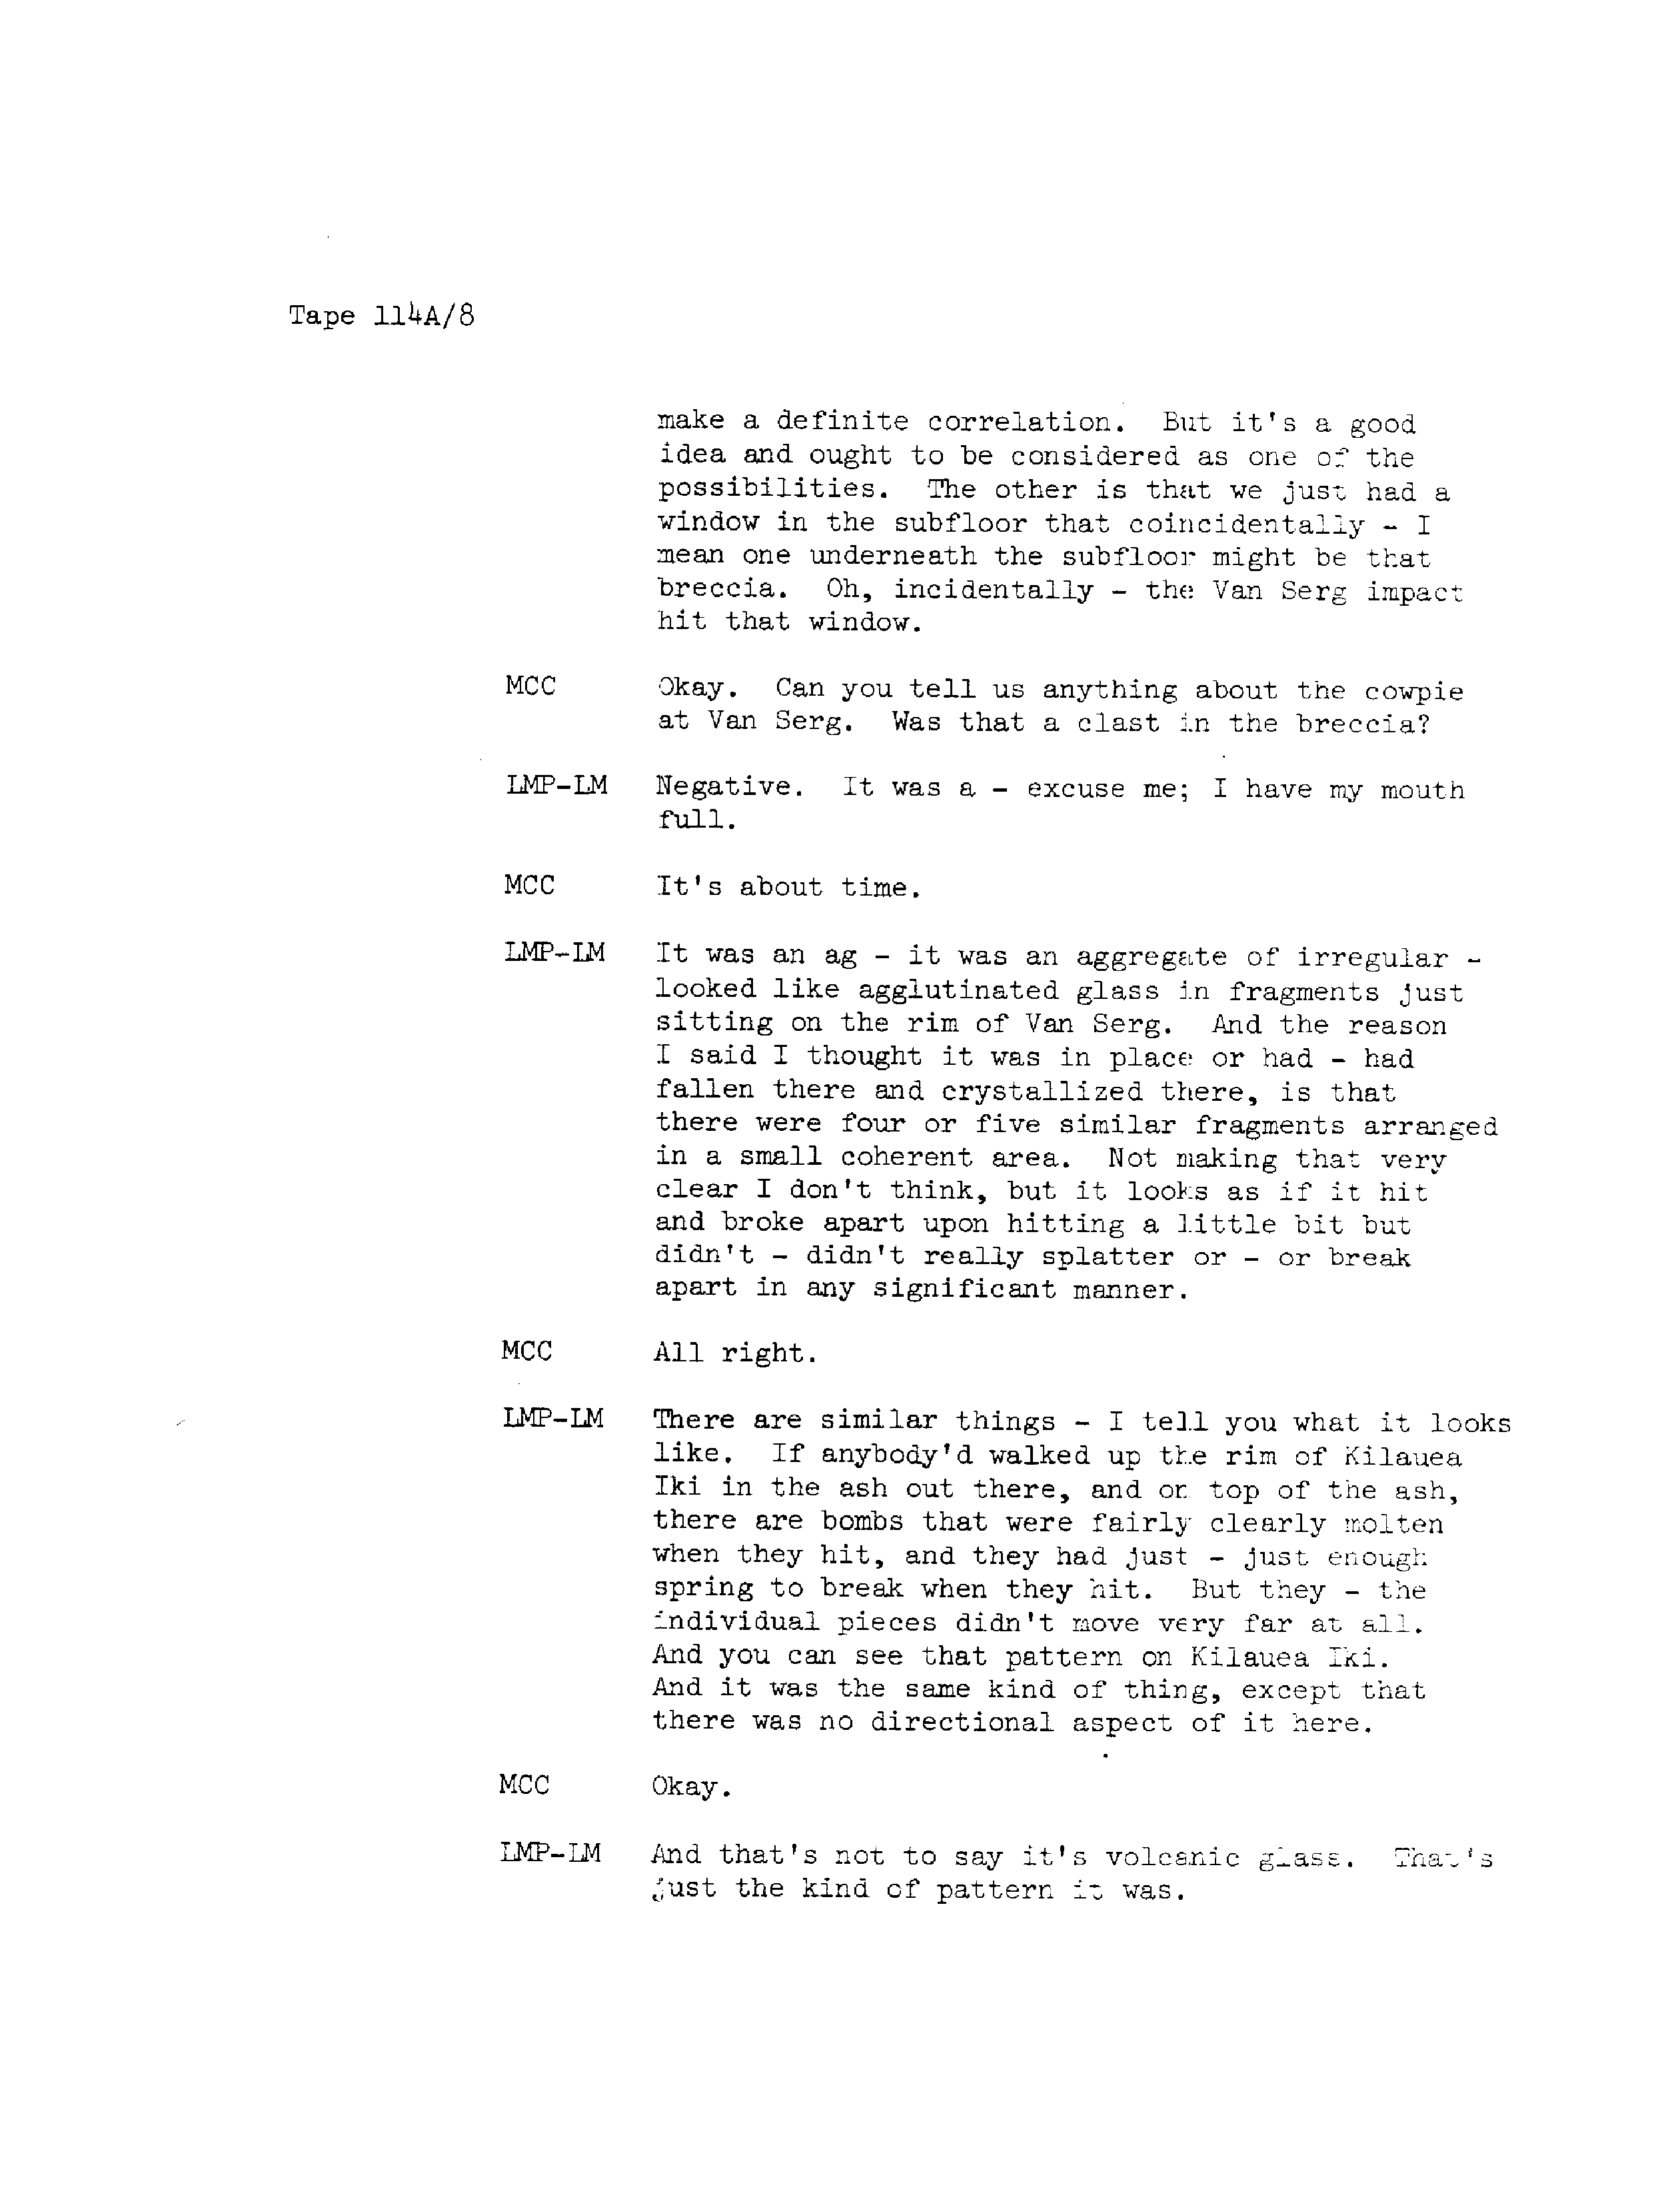 Tape 114A/8
make a definite correlation. But it's a good
idea and ought to be considered as one of the
possibilities. The other is that we just had a
window in the subfloor that coincidentally - I
mean one underneath the subfloor might be that
breccia. Oh, incidentally - the Van Serg impact
hit that window.
MCC Okay. Can you tell us anything about the cowpie
at Van Serg. Was that a clast in the breccia?
LMP-LM Negative. It was a - excuse me; I have my mouth
full.
MCC It's about time.
LMP-LM It was an ag - it was an aggregate of irregular -
looked like agglutinated glass in fragments just
sitting on the rim of Van Serg. And the reason
I said I thought it was in place or had - had
fallen there and crystallized there, is that
there were four or five similar fragments arranged
in a small coherent area. Not making that very
clear I don't think, but it looks as if it hit
and broke apart upon hitting a little bit but
didn't - didn't really splatter or - or break
apart in any significant manner.
MCC All right.
LMP-LM There are similar things - I tell you what it looks
like. If anybody'd walked up the rim of Kilauea
Iki in the ash out there, and on top of the ash,
there are bombs that were fairly clearly molten
when they hit, and they had just - just enough
spring to break when they hit. But they - the
individual pieces didn't move very far at all.
And you can see that pattern on Kilauea Iki.
And it was the same kind of thing, except that
there was no directional aspect of it here.
MCC Okay.
LMP-LM And that's not to say it's volcanic glass. That's
just the kind of pattern it was.